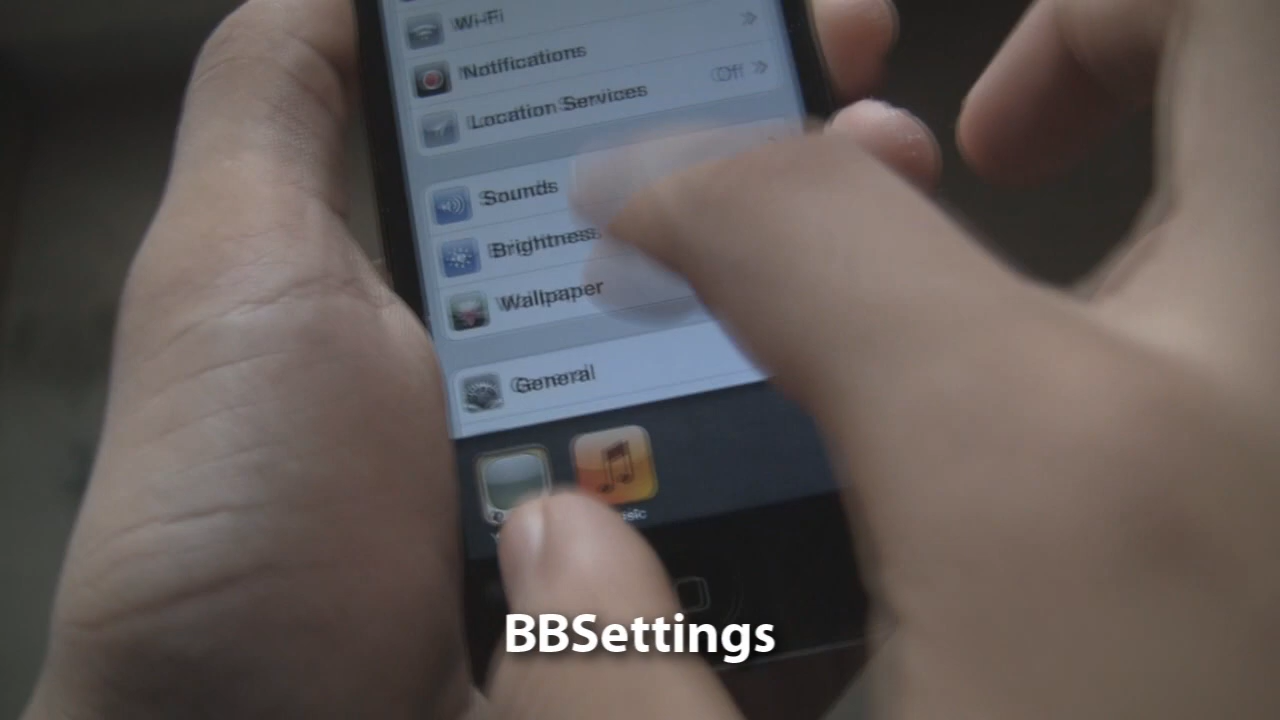 Wi-Fi
Notifications
Location Services Off
Sounds
Brightness
Wallpaper
General
BBSettings